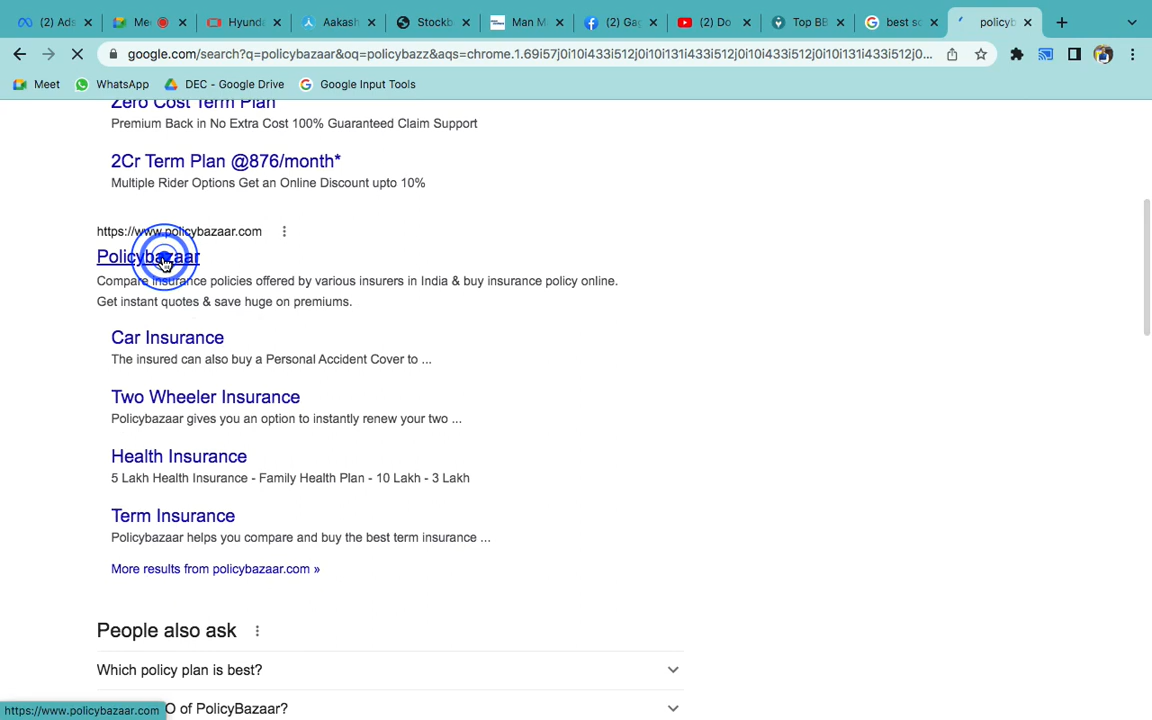 (2) Ads
Mee
Hyunda
Aakash
Stockb
Man M
(2) Gag
(2) Do
Top BB
best sc
policyb
google.com/search?q=policybazaar&oq=policybazz&aqs=chrome.1.69i57j0i10i433i512j0i10i131i433i512j0i10i131i433i512j0...
Meet
WhatsApp
DEC - Google Drive
Google Input Tools
Zero Cost Term Plan
Premium Back in No Extra Cost 100% Guaranteed Claim Support
2Cr Term Plan @876/month*
Multiple Rider Options Get an Online Discount upto 10%
https://www.policybazaar.com
Policybazaar
Compare insurance policies offered by various insurers in India & buy insurance policy online.
Get instant quotes & save huge on premiums.
Car Insurance
The insured can also buy a Personal Accident Cover to ...
Two Wheeler Insurance
Policybazaar gives you an option to instantly renew your two ...
Health Insurance
5 Lakh Health Insurance - Family Health Plan - 10 Lakh - 3 Lakh
Term Insurance
Policybazaar helps you compare and buy the best term insurance ...
More results from policybazaar.com »
People also ask
Which policy plan is best?
O of PolicyBazaar?
https://www.policybazaar.com